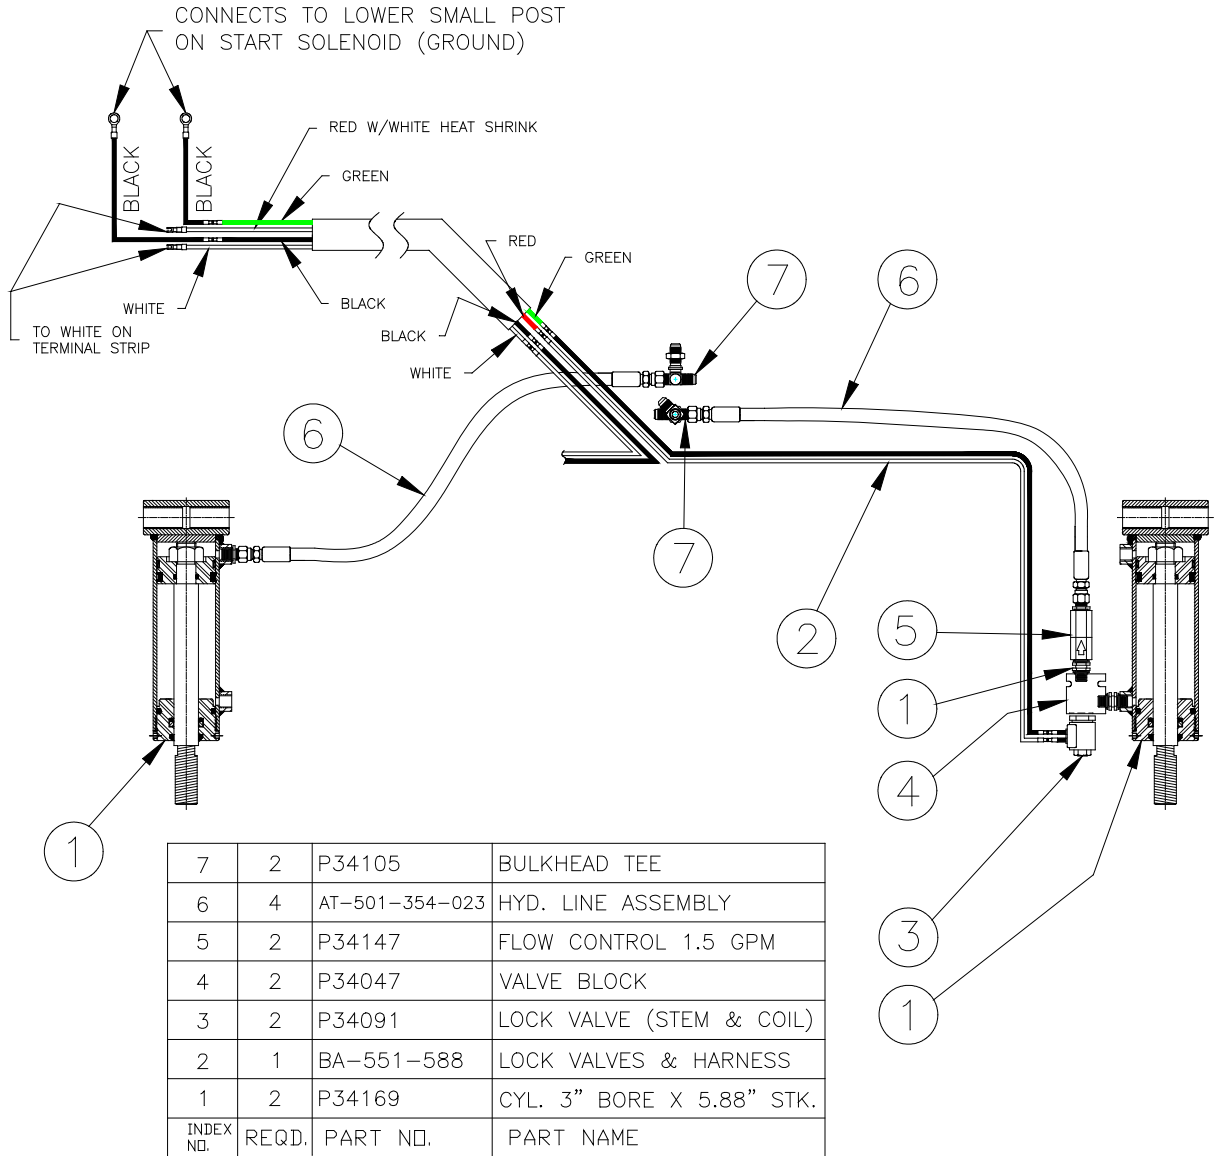 CONNECTS TO LOWER SMALL POST
ON START SOLENOID (GROUND)
RED W/WHITE HEAT SHRINK
BLACK
BLACK
GREEN
RED
GREEN
7
6
WHITE
BLACK
TO WHITE ON
TERMINAL STRIP
BLACK
WHITE
6
7
2
5
1
4
1
3
1
7 2 P34105 BULKHEAD TEE
6 4 AT-501-354-023 HYD. LINE ASSEMBLY
5 2 P34147 FLOW CONTROL 1.5 GPM
4 2 P34047 VALVE BLOCK
3 2 P34091 LOCK VALVE (STEM & COIL)
2 1 BA-551-588 LOCK VALVES & HARNESS
1 2 P34169 CYL. 3" BORE X 5.88" STK.
INDEX NO. REQD. PART NO. PART NAME